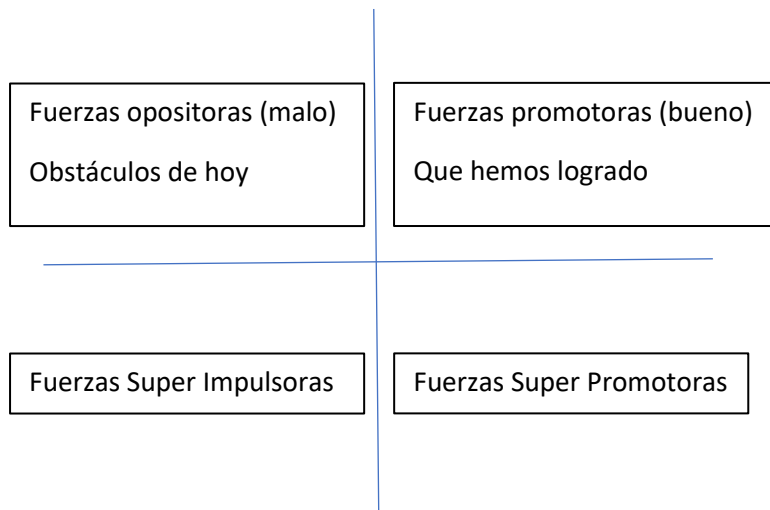 Fuerzas opositoras (malo)
Obstáculos de hoy
Fuerzas promotoras (bueno)
Que hemos logrado
Fuerzas Super Impulsoras
Fuerzas Super Promotoras